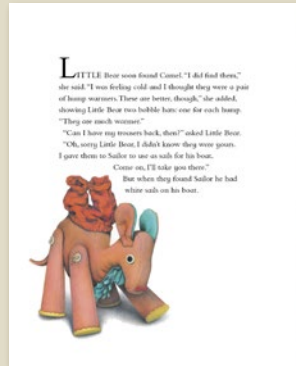 LITTLE Bear soon found Camel. "I did find them,"
she said. "I was feeling cold and I thought they were a pair
of hump warmers. These are better, though," she added,
showing Little Bear two bobble hats: one for each hump.
"They are much warmer."
"Can I have my trousers back, then?" asked Little Bear.
"Oh, sorry Little Bear, I didn't know they were yours.
I gave them to Sailor to use as sails for his boat.
Come on, I'll take you there."
But when they found Sailor he had
white sails on his boat.